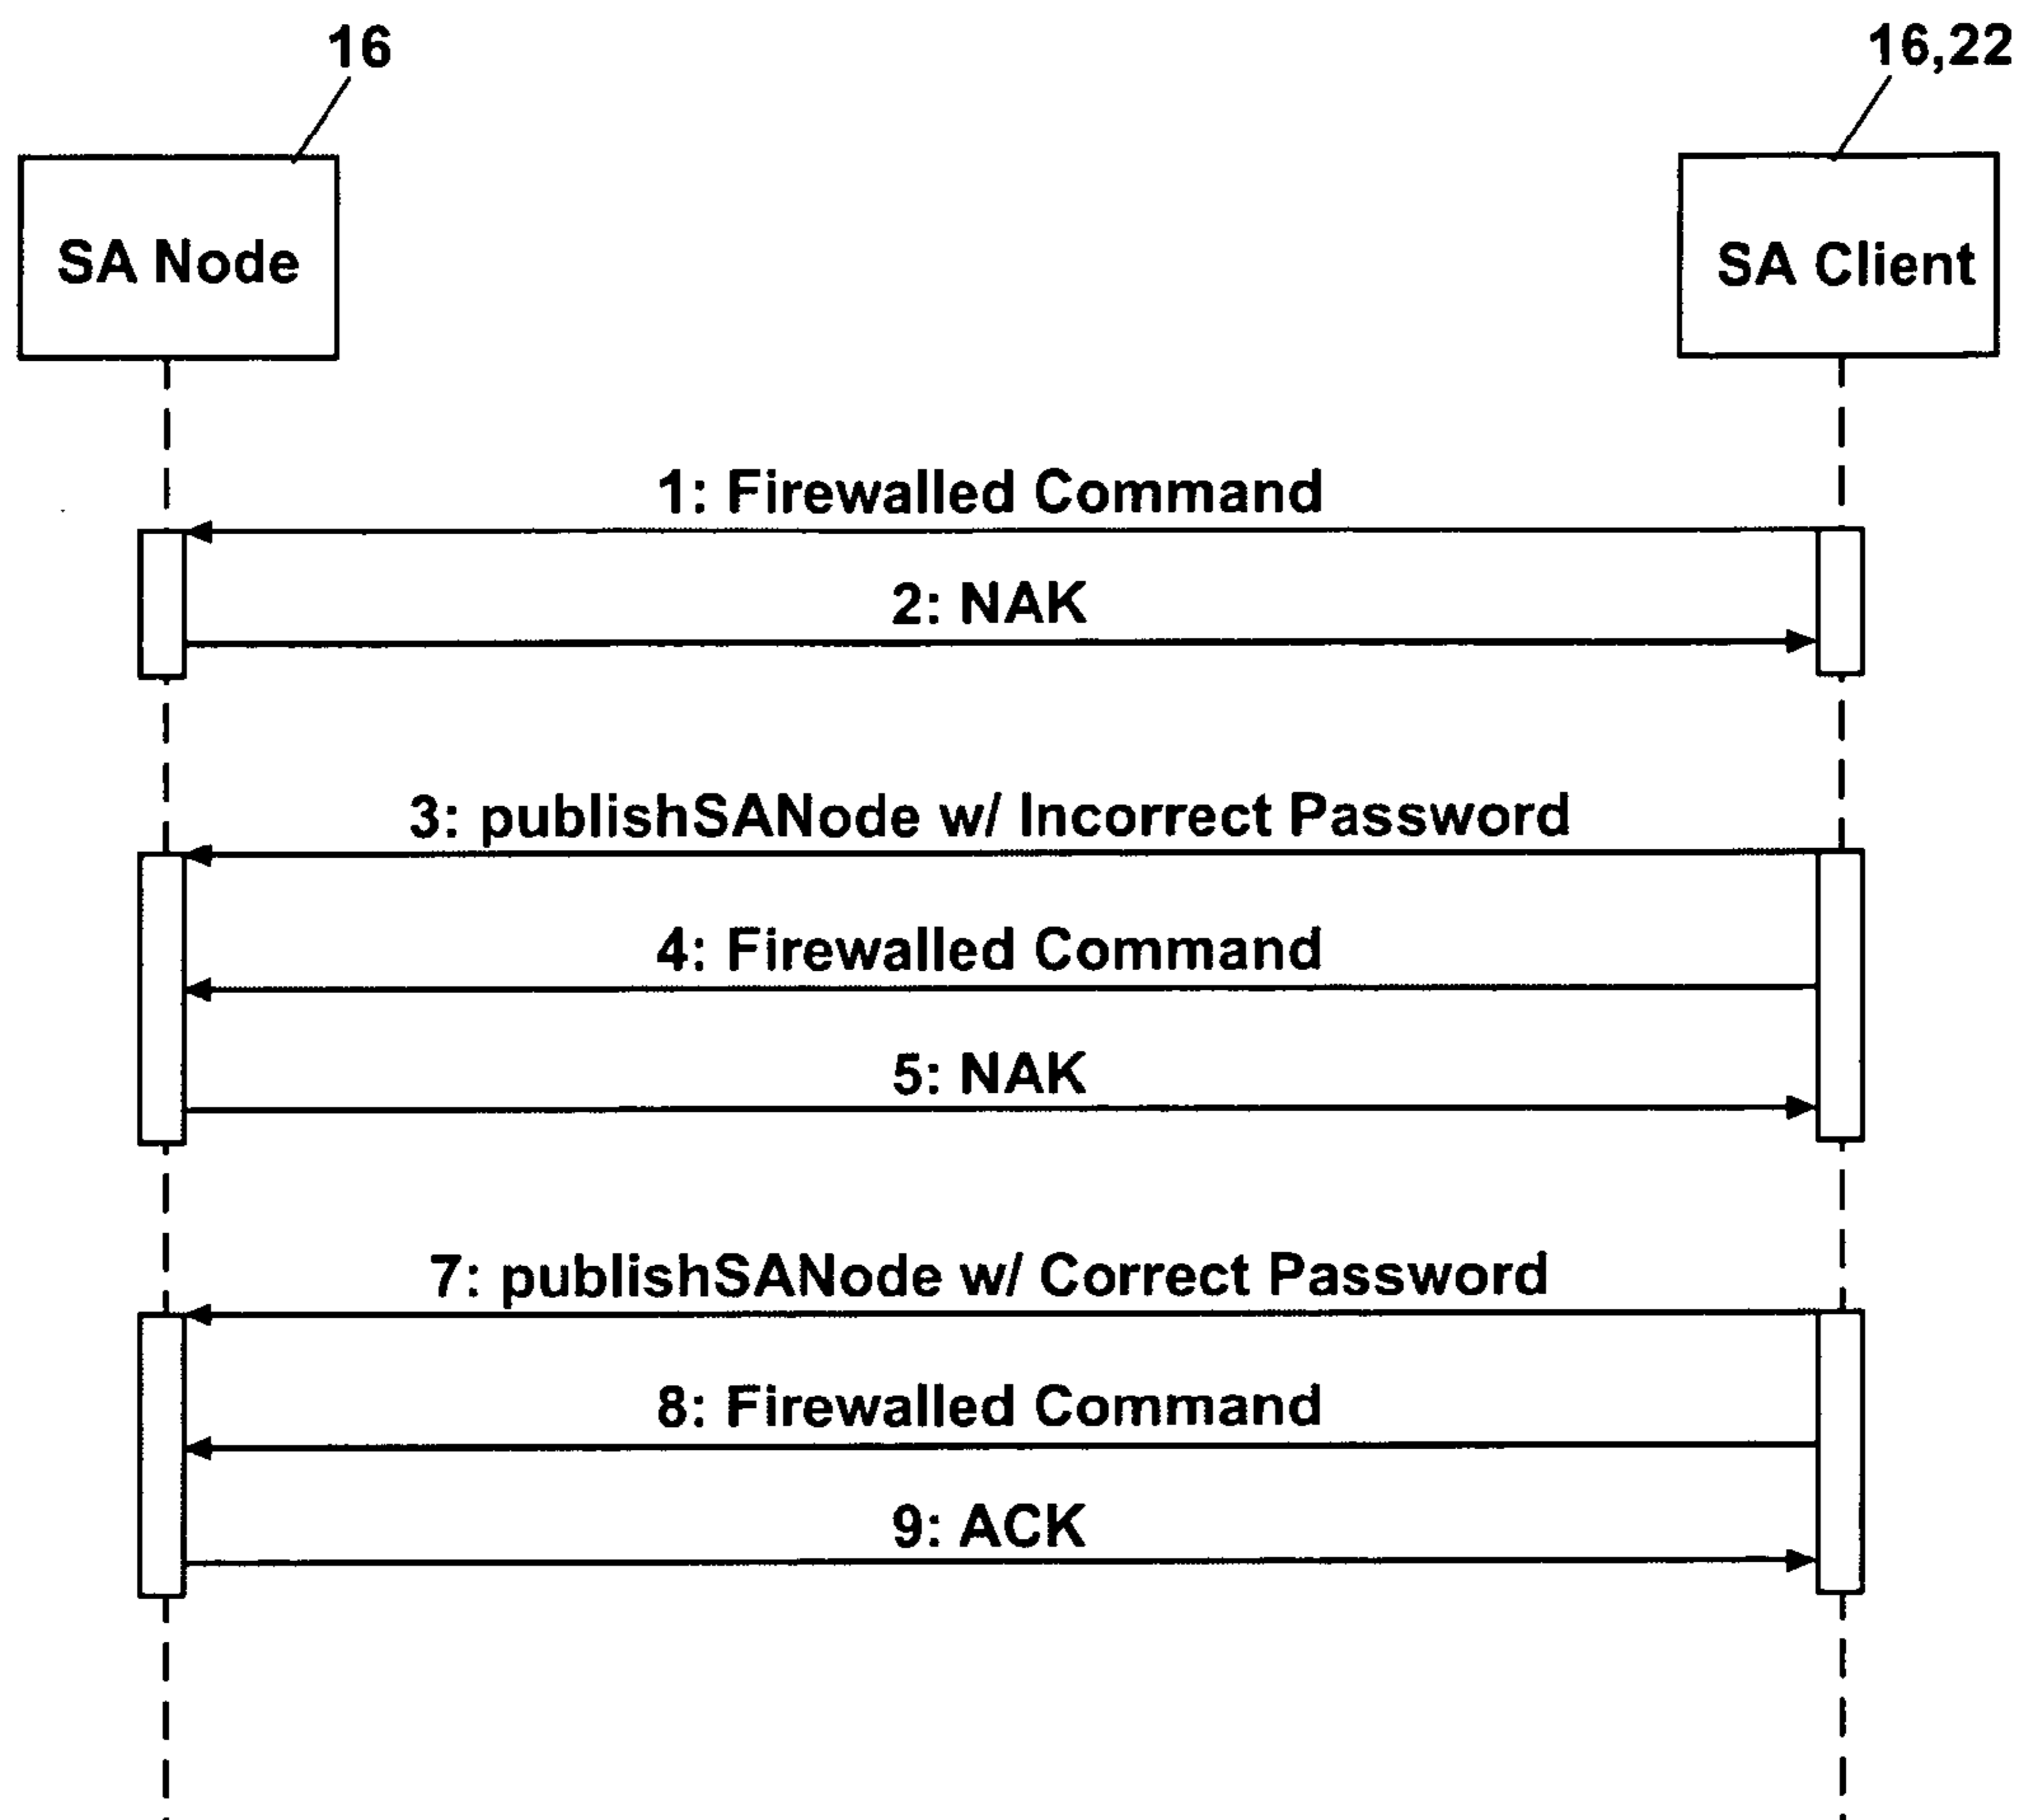 16
16,22
SA Node
SA Client
1: Firewalled Command
2: NAK
3: publishSANode w/ Incorrect Password
4: Firewalled Command
5: NAK
7: publishSANode w/ Correct Password
8: Firewalled Command
9: ACK